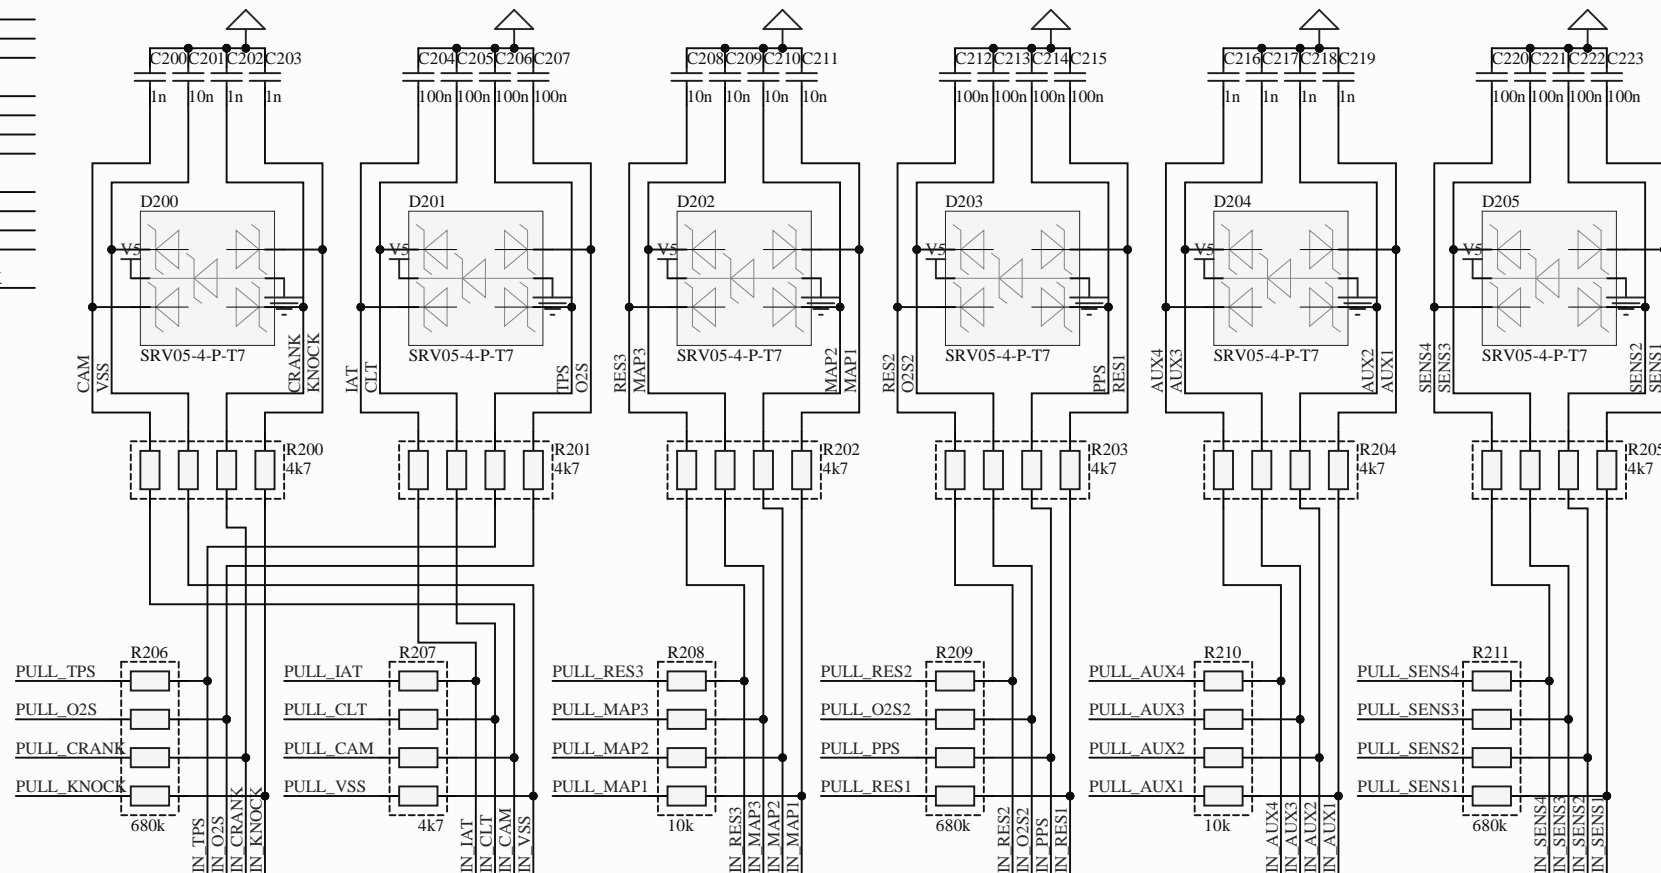 C200 C201 C202 C203 C204 C205 C206 C207 C208 C209 C210 C211 C212 C213 C214 C215 C216 C217 C218 C219 C220 C221 C222 C223
1n 10n 1n 1n 100n 100n 100n 100n 10n 10n 10n 10n 100n 100n 100n 100n 1n 1n 1n 1n 100n 100n 100n 100n
D200 D201 D202 D203 D204 D205
V5 V5 V5 V5 V5 V5
SRV05-4-P-T7 SRV05-4-P-T7 SRV05-4-P-T7 SRV05-4-P-T7 SRV05-4-P-T7 SRV05-4-P-T7
CAM VSS CRANK KNOCK IAT CLT TPS O2S RES3 MAP3 MAP2 MAP1 RES2 O2S2 PPS RES1 AUX4 AUX3 AUX2 AUX1 SENS4 SENS3 SENS2 SENS1
R200 R201 R202 R203 R204 R205
4k7 4k7 4k7 4k7 4k7 4k7
R206 R207 R208 R209 R210 R211
PULL_TPS PULL_IAT PULL_RES3 PULL_RES2 PULL_AUX4 PULL_SENS4
PULL_O2S PULL_CLT PULL_MAP3 PULL_O2S2 PULL_AUX3 PULL_SENS3
PULL_CRANK PULL_CAM PULL_MAP2 PULL_PPS PULL_AUX2 PULL_SENS2
PULL_KNOCK PULL_VSS PULL_MAP1 PULL_RES1 PULL_AUX1 PULL_SENS1
680k 4k7 10k 680k 10k 680k
IN_TPS IN_O2S IN_CRANK IN_KNOCK IN_IAT IN_CLT IN_CAM IN_VSS IN_RES3 IN_MAP3 IN_MAP2 IN_MAP1 IN_RES2 IN_O2S2 IN_PPS IN_RES1 IN_AUX4 IN_AUX3 IN_AUX2 IN_AUX1 IN_SENS4 IN_SENS3 IN_SENS2 IN_SENS1